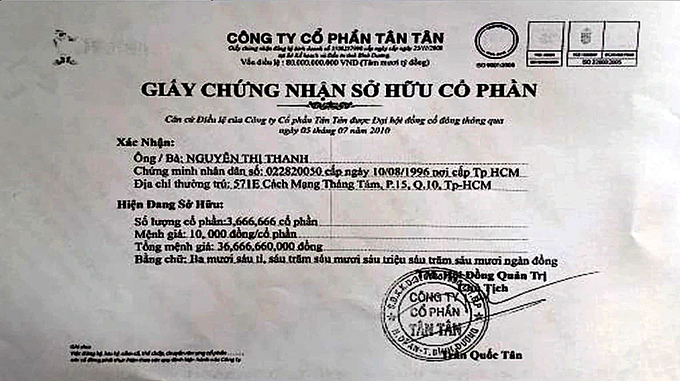 CÔNG TY CỔ PHẦN TÂN TÂN
Vốn điều lệ : 80.000.000.000 VND (Tám mươi tỷ đồng)
ISO 9001:2008
ISO 22000:2005
GIẤY CHỨNG NHẬN SỞ HỮU CỔ PHẦN
Căn cứ Điều lệ của Công ty Cổ Phần Tân Tân được Đại hội đồng cổ đông thông qua
ngày 05 tháng 07 năm 2010
Xác Nhận:
Ông / Bà: NGUYỄN THỊ THANH
Chứng minh nhân dân số: 022820050 cấp ngày 10/08/1996 nơi cấp Tp HCM
Địa chỉ thường trú: 571E Cách Mạng Tháng Tám, P.15, Q.10, Tp-HCM
Hiện Đang Sở Hữu:
Số lượng cổ phần:3,666,666 cổ phần
Mệnh giá: 10, 000 đồng/cổ phần
Tổng mệnh giá: 36,666,660,000 đồng
Bằng chữ: Ba mươi sáu tỉ, sáu trăm sáu mươi sáu triệu sáu trăm sáu mươi ngàn đồng
Hội Đồng Quản Trị
Tịch
CÔNG TY
CỔ PHẦN
TÂN TÂN
Trần Quốc Tân